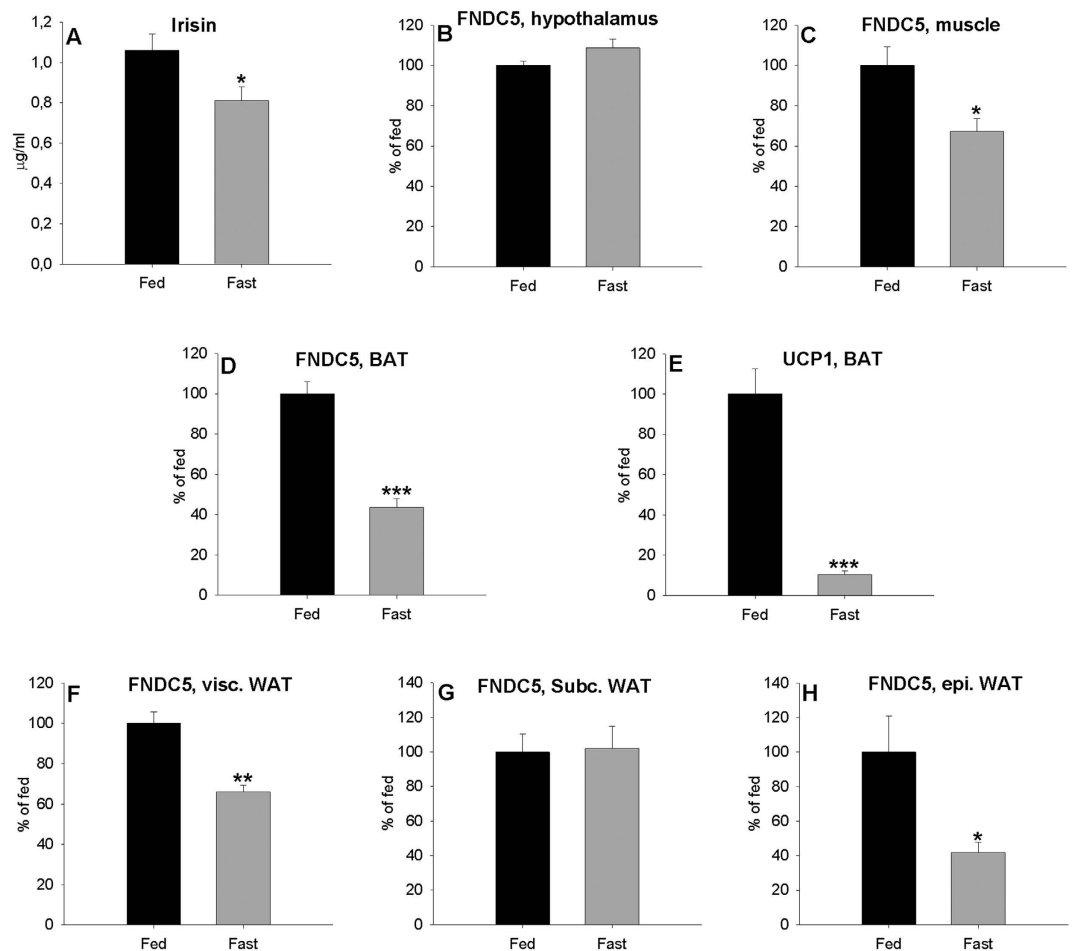 A
Irisin
1,2
1,0
0,8
0,6
0,4
0,2
0,0
µg/ml
*
Fed
Fast
B
FNDC5, hypothalamus
120
100
80
60
40
20
0
% of fed
Fed
Fast
C
FNDC5, muscle
120
100
80
60
40
20
0
% of fed
*
Fed
Fast
D
FNDC5, BAT
120
100
80
60
40
20
0
% of fed
***
Fed
Fast
E
UCP1, BAT
120
100
80
60
40
20
0
% of fed
***
Fed
Fast
F
FNDC5, visc. WAT
120
100
80
60
40
20
0
% of fed
**
Fed
Fast
G
FNDC5, Subc. WAT
140
120
100
80
60
40
20
0
% of fed
Fed
Fast
H
FNDC5, epi. WAT
140
120
100
80
60
40
20
0
% of fed
*
Fed
Fast